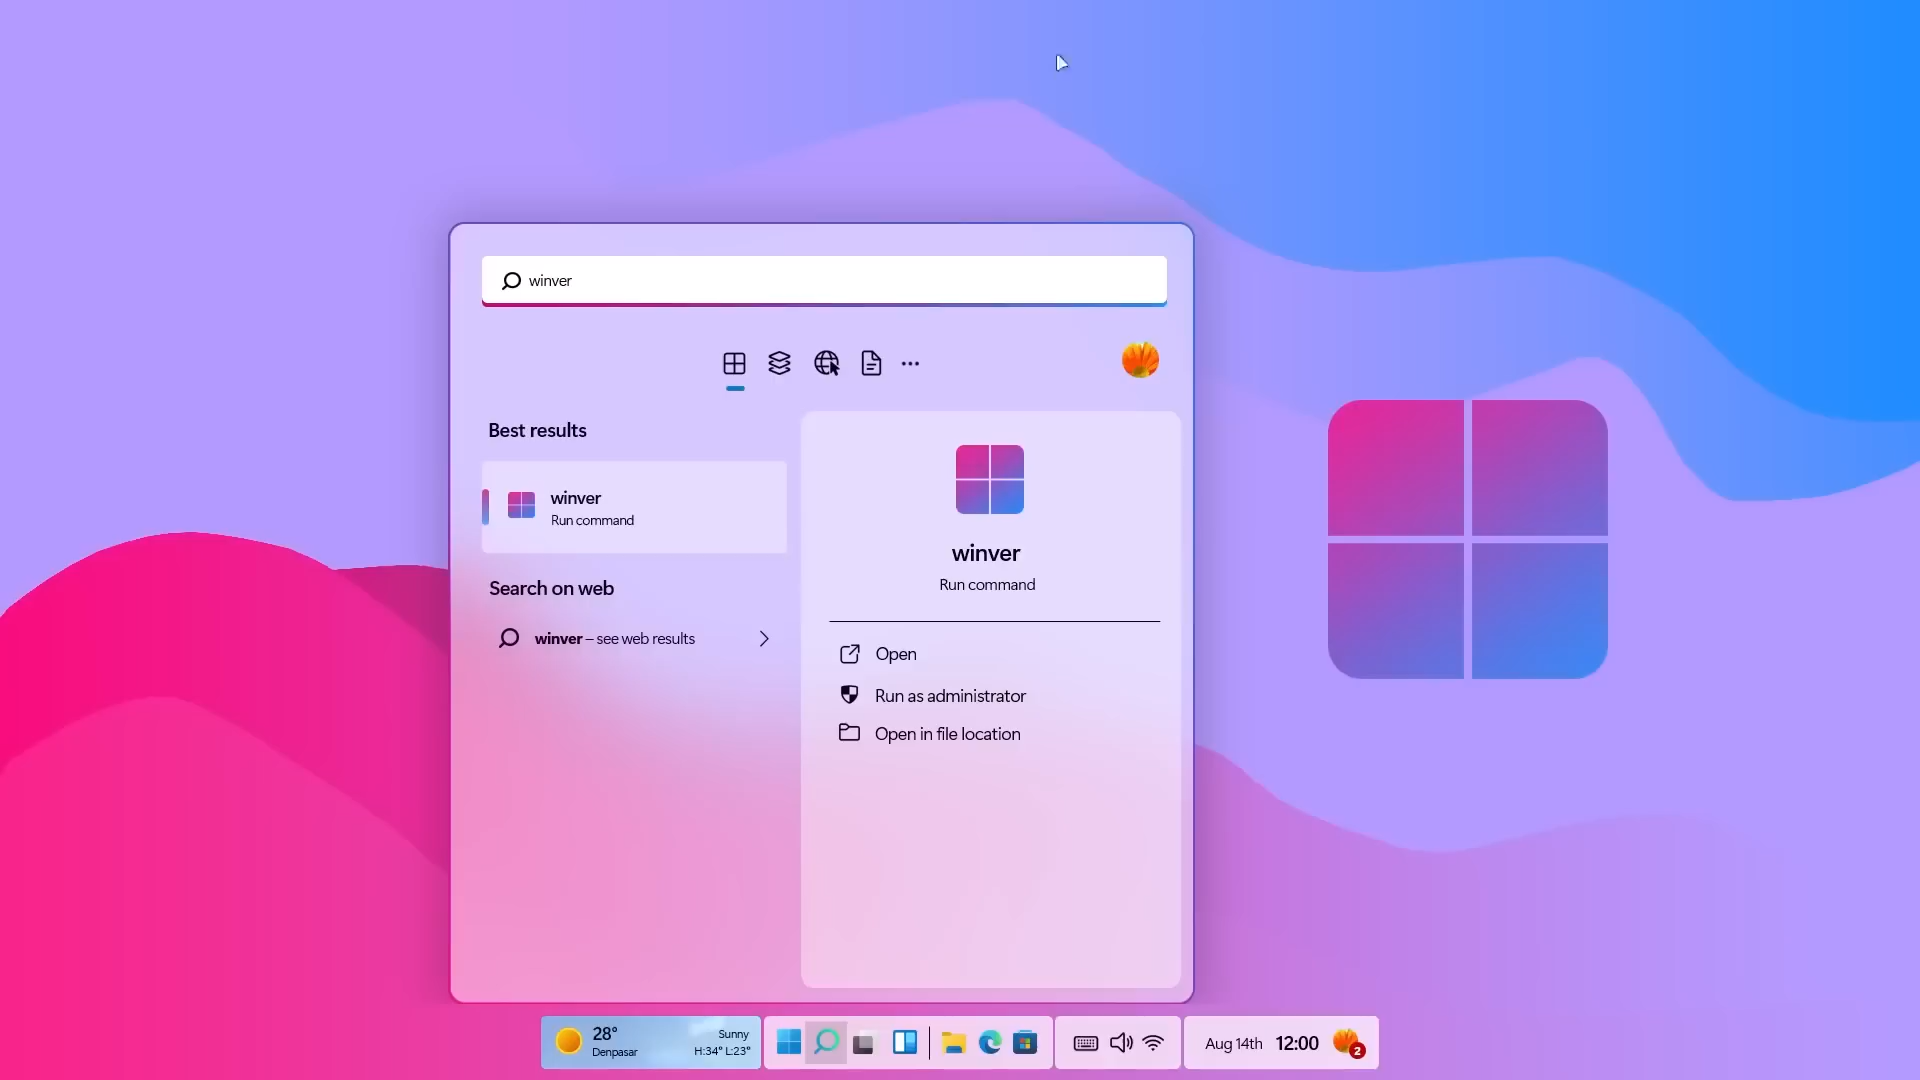 winver
Best results
winver
Run command
Search on web
winver – see web results
winver
Run command
Open
Run as administrator
Open in file location
28°
Denpasar
Sunny
H:34° L:23°
Aug 14th
12:00
2